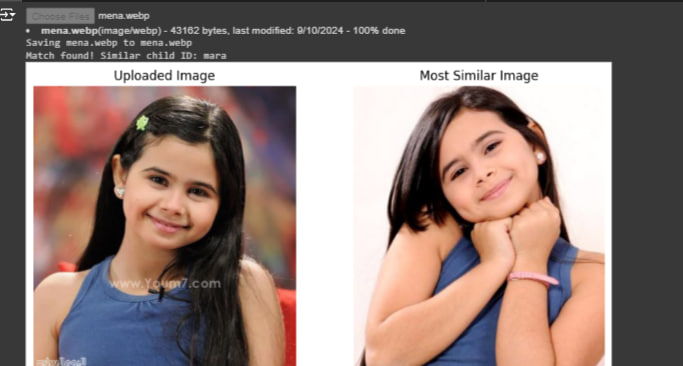 Choose Files mena.webp
• mena.webp(image/webp) - 43162 bytes, last modified: 9/10/2024 - 100% done
Saving mena.webp to mena.webp
Match found! Similar child ID: mara
Uploaded Image
Most Similar Image
www.Youm7.com